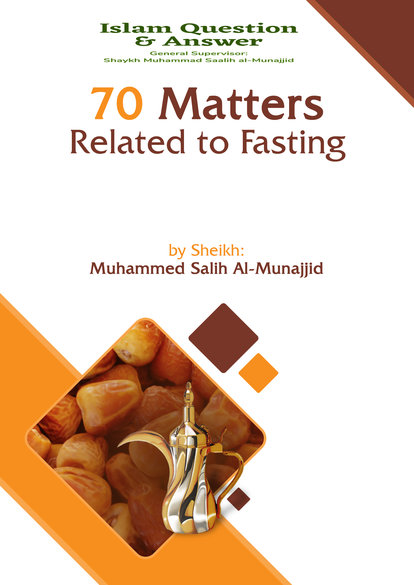 Islam Question
& Answer
General Supervisor:
Shaykh Muhammad Saalih al-Munajjid
70 Matters
Related to Fasting
by Sheikh:
Muhammed Salih Al-Munajjid